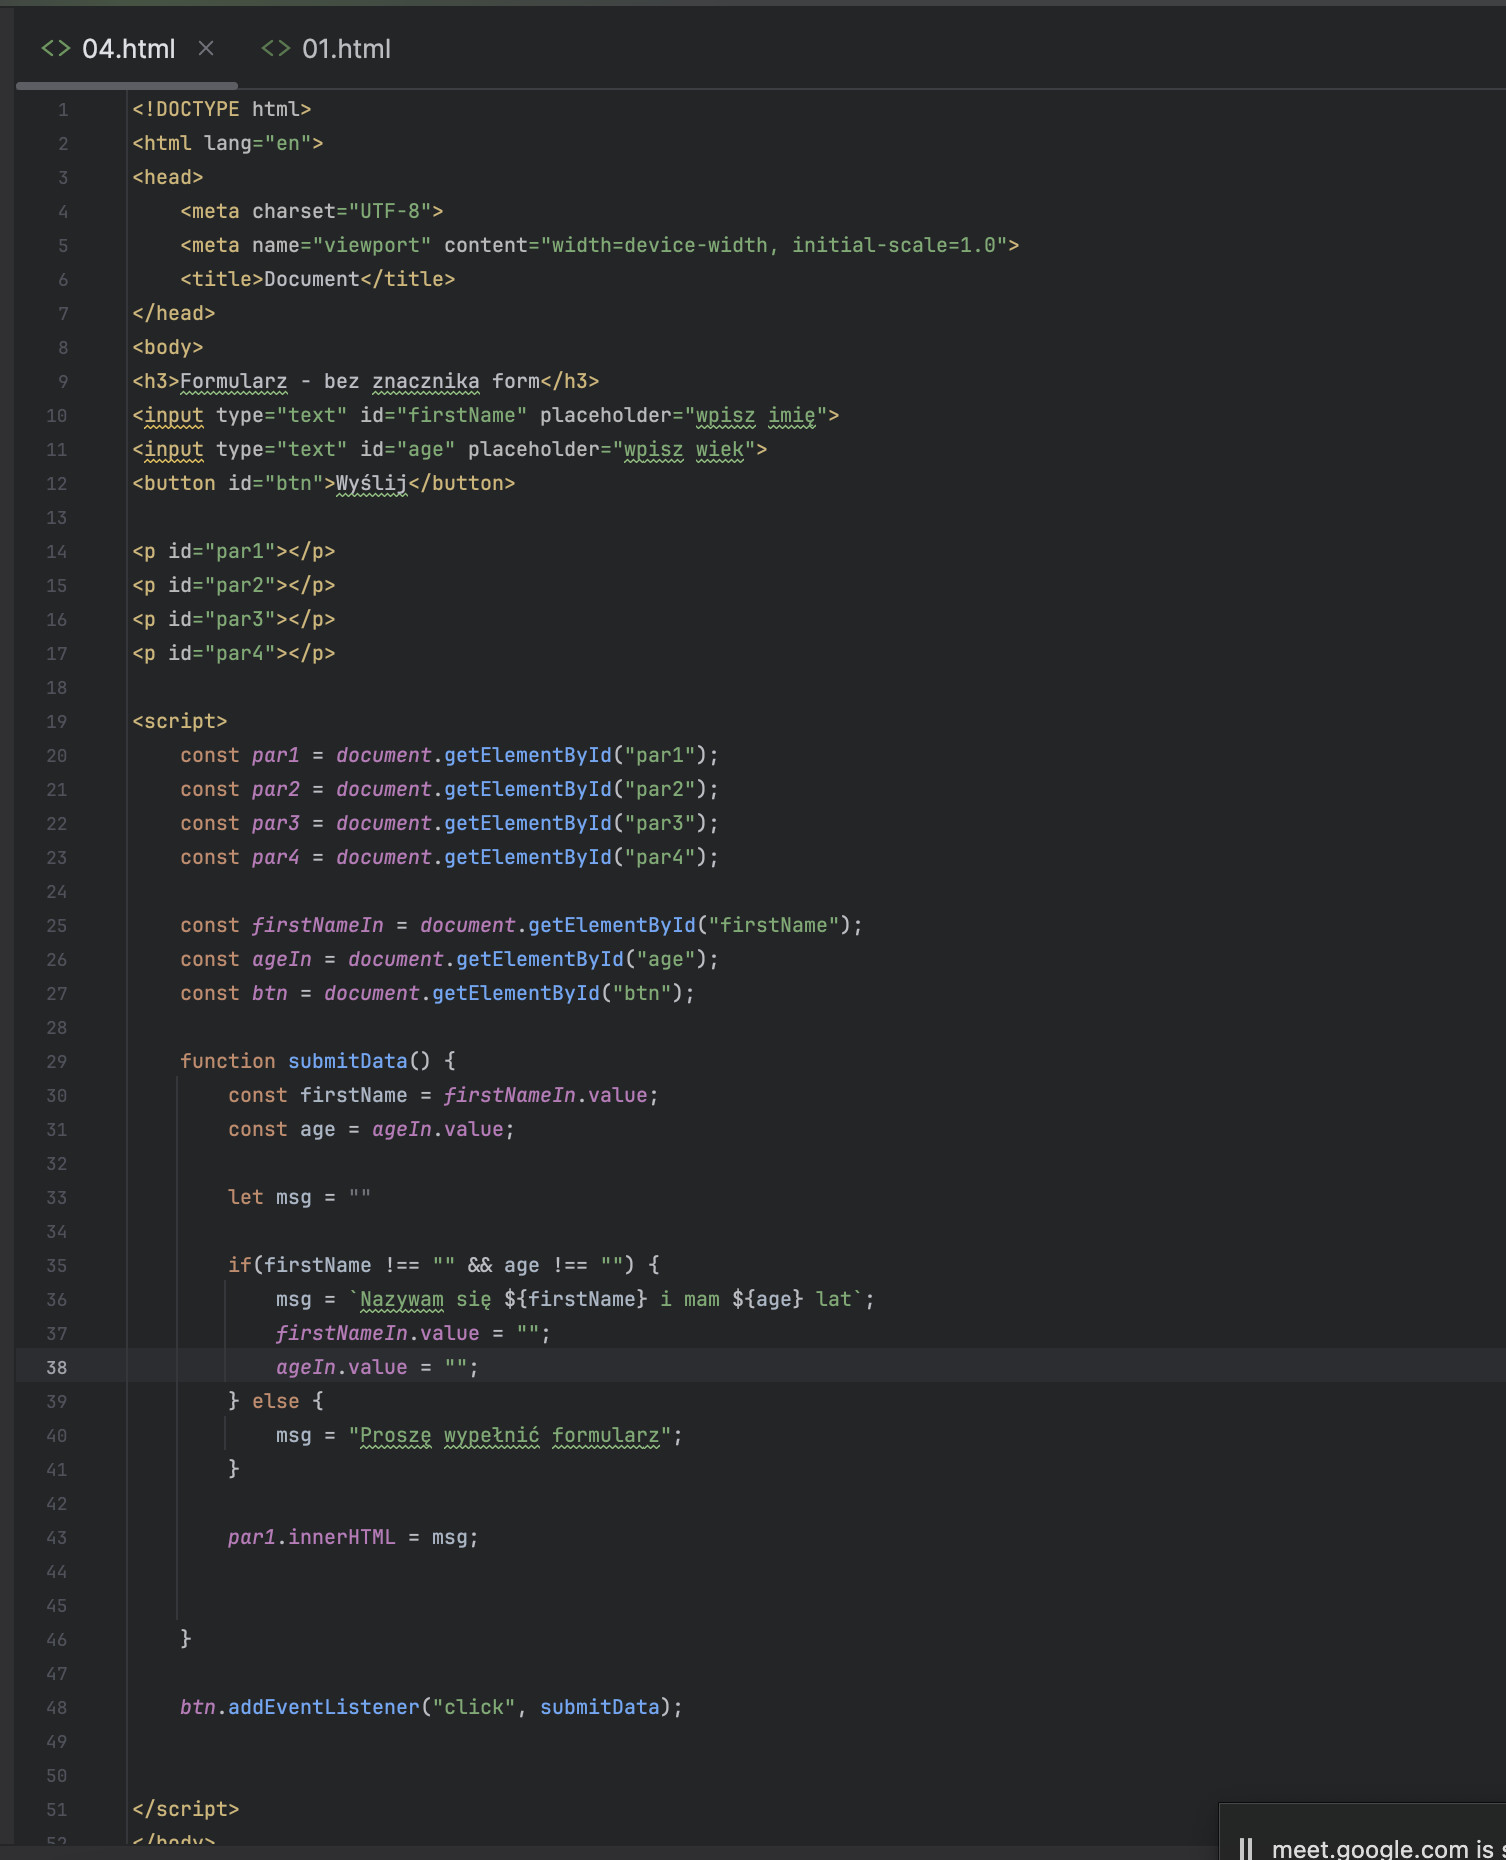 04.html
01.html
1 <!DOCTYPE html>
2 <html lang="en">
3 <head>
4     <meta charset="UTF-8">
5     <meta name="viewport" content="width=device-width, initial-scale=1.0">
6     <title>Document</title>
7 </head>
8 <body>
9 <h3>Formularz - bez znacznika form</h3>
10 <input type="text" id="firstName" placeholder="wpisz imię">
11 <input type="text" id="age" placeholder="wpisz wiek">
12 <button id="btn">Wyślij</button>
13
14 <p id="par1"></p>
15 <p id="par2"></p>
16 <p id="par3"></p>
17 <p id="par4"></p>
18
19 <script>
20     const par1 = document.getElementById("par1");
21     const par2 = document.getElementById("par2");
22     const par3 = document.getElementById("par3");
23     const par4 = document.getElementById("par4");
24
25     const firstNameIn = document.getElementById("firstName");
26     const ageIn = document.getElementById("age");
27     const btn = document.getElementById("btn");
28
29     function submitData() {
30         const firstName = firstNameIn.value;
31         const age = ageIn.value;
32
33         let msg = ""
34
35         if(firstName !== "" && age !== "") {
36             msg = `Nazywam się ${firstName} i mam ${age} lat`;
37             firstNameIn.value = "";
38             ageIn.value = "";
39         } else {
40             msg = "Proszę wypełnić formularz";
41         }
42
43         par1.innerHTML = msg;
44
45
46     }
47
48     btn.addEventListener("click", submitData);
49
50
51 </script>
52 </body>
meet.google.com is